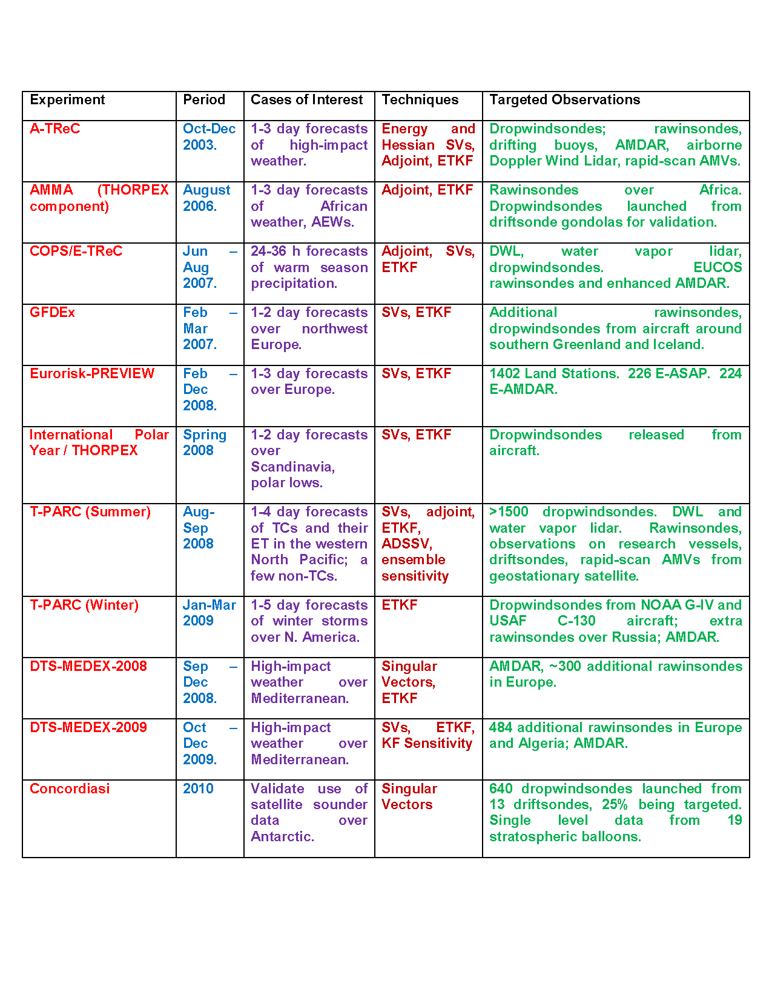 Experiment Period Cases of Interest Techniques Targeted Observations
A-TReC
Oct-Dec
2003.
1-3 day forecasts
of high-impact
weather.
Energy and
Hessian SVs,
Adjoint, ETKF
Dropwindsondes; rawinsondes,
drifting buoys, AMDAR, airborne
Doppler Wind Lidar, rapid-scan AMVs.
AMMA (THORPEX
component)
August
2006.
1-3 day forecasts
of African
weather, AEWs.
Adjoint, ETKF
Rawinsondes over Africa.
Dropwindsondes launched from
driftsonde gondolas for validation.
COPS/E-TReC
Jun –
Aug
2007.
24-36 h forecasts
of warm season
precipitation.
Adjoint, SVs,
ETKF
DWL, water vapor lidar,
dropwindsondes. EUCOS
rawinsondes and enhanced AMDAR.
GFDEx
Feb –
Mar
2007.
1-2 day forecasts
over northwest
Europe.
SVs, ETKF
Additional rawinsondes,
dropwindsondes from aircraft around
southern Greenland and Iceland.
Eurorisk-PREVIEW
Feb –
Dec
2008.
1-3 day forecasts
over Europe.
SVs, ETKF
1402 Land Stations. 226 E-ASAP. 224
E-AMDAR.
International Polar
Year / THORPEX
Spring
2008
1-2 day forecasts
over
Scandinavia,
polar lows.
SVs, ETKF
Dropwindsondes released from
aircraft.
T-PARC (Summer)
Aug-
Sep
2008
1-4 day forecasts
of TCs and their
ET in the western
North Pacific; a
few non-TCs.
SVs, adjoint,
ETKF,
ADSSV,
ensemble
sensitivity
>1500 dropwindsondes. DWL and
water vapor lidar. Rawinsondes,
observations on research vessels,
driftsondes, rapid-scan AMVs from
geostationary satellite.
T-PARC (Winter)
Jan-Mar
2009
1-5 day forecasts
of winter storms
over N. America.
ETKF
Dropwindsondes from NOAA G-IV and
USAF C-130 aircraft; extra
rawinsondes over Russia; AMDAR.
DTS-MEDEX-2008
Sep –
Dec
2008.
High-impact
weather over
Mediterranean.
Singular
Vectors,
ETKF
AMDAR, ~300 additional rawinsondes
in Europe.
DTS-MEDEX-2009
Oct –
Dec
2009.
High-impact
weather over
Mediterranean.
SVs, ETKF,
KF Sensitivity
484 additional rawinsondes in Europe
and Algeria; AMDAR.
Concordiasi
2010
Validate use of
satellite sounder
data over
Antarctic.
Singular
Vectors
640 dropwindsondes launched from
13 driftsondes, 25% being targeted.
Single level data from 19
stratospheric balloons.